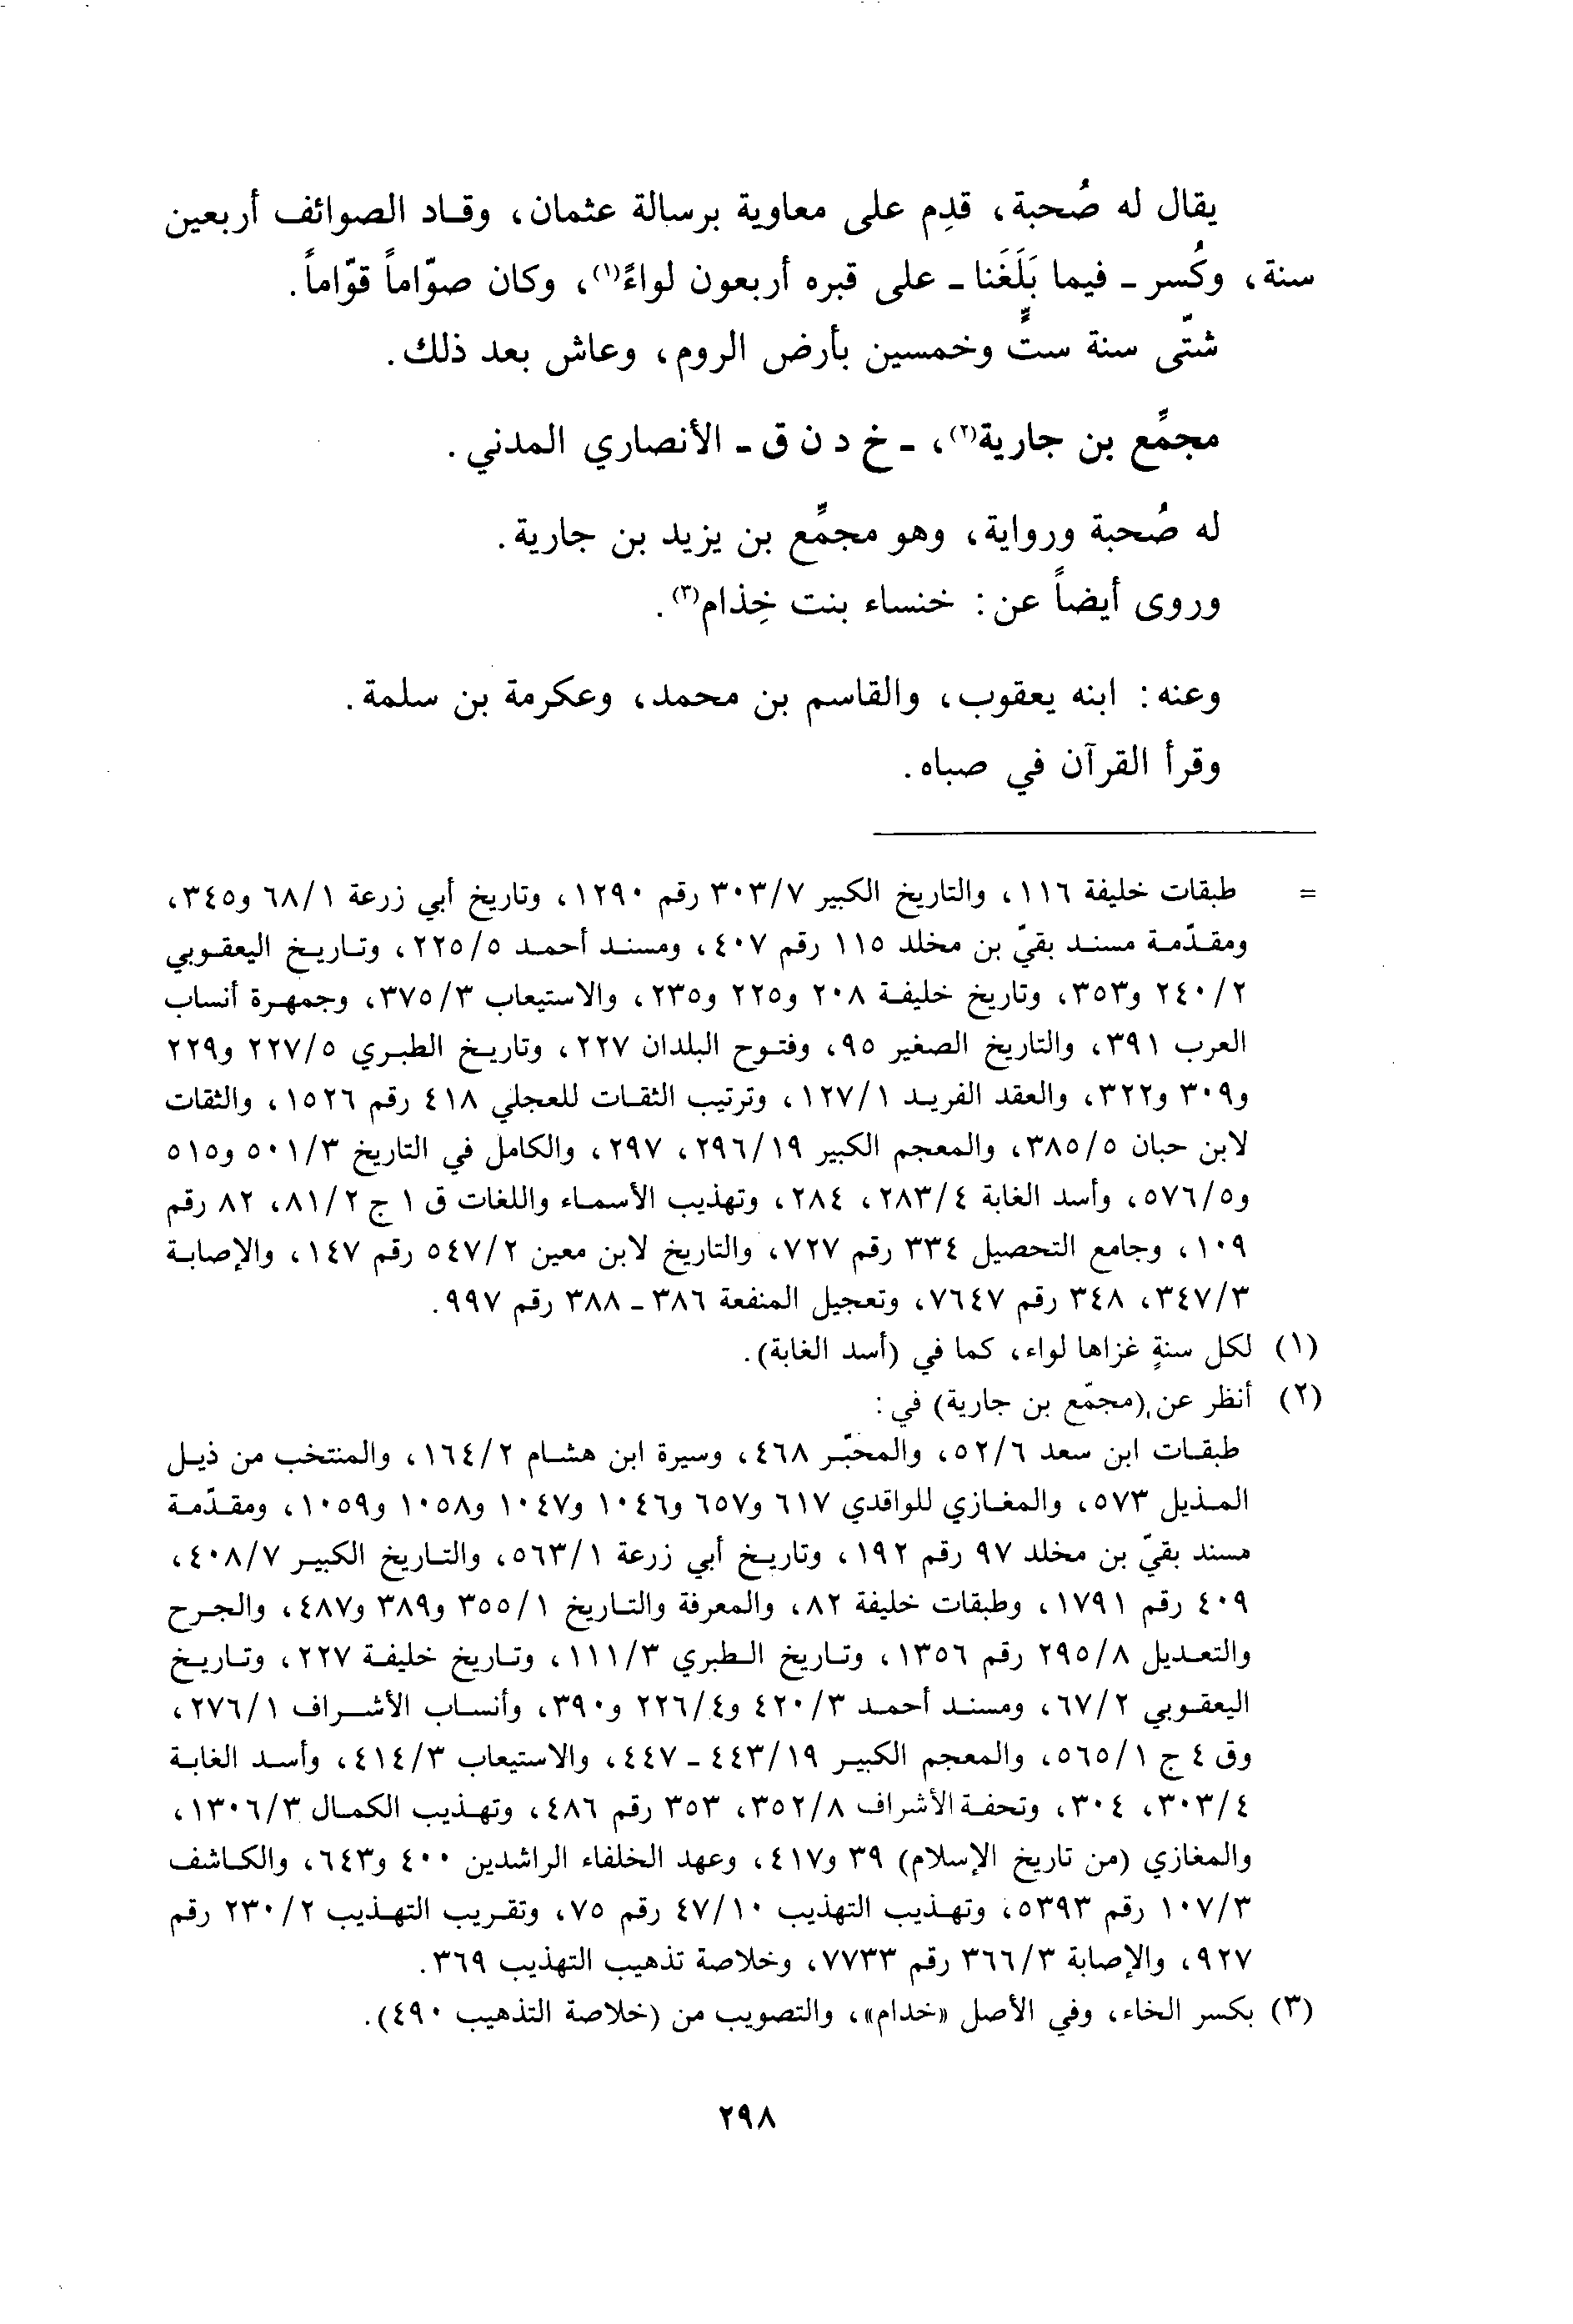 يقال له صُحبة، قدِم على معاوية برسالة عثمان، وقاد الصوائف أربعين
سنة، وكُسر ـ فيما بَلَغَنا ـ على قبره أربعون لواءً(١)، وكان صوّاماً قوّاماً.
شتّى سنة ستٍّ وخمسين بأرض الروم، وعاش بعد ذلك.
مجمِّع بن جارية(٢)، ـ خ د ن ق ـ الأنصاري المدني.
له صُحبة ورواية، وهو مجمِّع بن يزيد بن جارية.
وروى أيضاً عن: خنساء بنت خِذام(٣).
وعنه: ابنه يعقوب، والقاسم بن محمد، وعكرمة بن سلمة.
وقرأ القرآن في صباه.
= طبقات خليفة ١١٦، والتاريخ الكبير ٣٠٣/٧ رقم ١٢٩٠، وتاريخ أبي زرعة ٦٨/١ و٣٤٥،
ومقدّمة مسند بقيّ بن مخلد ١١٥ رقم ٤٠٧، ومسند أحمد ٢٢٥/٥، وتاريخ اليعقوبي
٢٤٠/٢ و٣٥٣، وتاريخ خليفة ٢٠٨ و٢٢٥ و٢٣٥، والاستيعاب ٣٧٥/٣، وجمهرة أنساب
العرب ٣٩١، والتاريخ الصغير ٩٥، وفتوح البلدان ٢٢٧، وتاريخ الطبري ٢٢٧/٥ و٢٢٩
و٣٠٩ و٣٢٢، والعقد الفريد ١٢٧/١، وترتيب الثقات للعجلي ٤١٨ رقم ١٥٢٦، والثقات
لابن حبان ٣٨٥/٥، والمعجم الكبير ٢٩٦/١٩، ٢٩٧، والكامل في التاريخ ٥٠١/٣ و٥١٥
و٥٧٦/٥، وأسد الغابة ٢٨٣/٤، ٢٨٤، وتهذيب الأسماء واللغات ق ١ ج ٨١/٢، ٨٢ رقم
١٠٩، وجامع التحصيل ٣٣٤ رقم ٧٢٧، والتاريخ لابن معين ٥٤٧/٢ رقم ١٤٧، والإصابة
٣٤٧/٣، ٣٤٨ رقم ٧٦٤٧، وتعجيل المنفعة ٣٨٦ ـ ٣٨٨ رقم ٩٩٧.
(١) لكل سنةٍ غزاها لواء، كما في (أسد الغابة).
(٢) أنظر عن (مجمّع بن جارية) في:
طبقات ابن سعد ٥٢/٦، والمحبّر ٤٦٨، وسيرة ابن هشام ١٦٤/٢، والمنتخب من ذيل
المذيل ٥٧٣، والمغازي للواقدي ٦١٧ و٦٥٧ و١٠٤٦ و١٠٤٧ و١٠٥٨ و١٠٥٩، ومقدّمة
مسند بقيّ بن مخلد ٩٧ رقم ١٩٢، وتاريخ أبي زرعة ٥٦٣/١، والتاريخ الكبير ٤٠٨/٧،
٤٠٩ رقم ١٧٩١، وطبقات خليفة ٨٢، والمعرفة والتاريخ ٣٥٥/١ و٣٨٩ و٤٨٧، والجرح
والتعديل ٢٩٥/٨ رقم ١٣٥٦، وتاريخ الطبري ١١١/٣، وتاريخ خليفة ٢٢٧، وتاريخ
اليعقوبي ٦٧/٢، ومسند أحمد ٤٢٠/٣ و٢٢٦/٤ و٣٩٠، وأنساب الأشراف ٢٧٦/١،
وق ٤ ج ٥٦٥/١، والمعجم الكبير ٤٤٣/١٩ ـ ٤٤٧، والاستيعاب ٤١٤/٣، وأسد الغابة
٣٠٣/٤، ٣٠٤، وتحفة الأشراف ٣٥٢/٨، ٣٥٣ رقم ٤٨٦، وتهذيب الكمال ١٣٠٦/٣،
والمغازي (من تاريخ الإسلام) ٣٩ و٤١٧، وعهد الخلفاء الراشدين ٤٠٠ و٦٤٣، والكاشف
١٠٧/٣ رقم ٥٣٩٣، وتهذيب التهذيب ٤٧/١٠ رقم ٧٥، وتقريب التهذيب ٢٣٠/٢ رقم
٩٢٧، والإصابة ٣٦٦/٣ رقم ٧٧٣٣، وخلاصة تذهيب التهذيب ٣٦٩.
(٣) بكسر الخاء، وفي الأصل «خدام»، والتصويب من (خلاصة التذهيب ٤٩٠).
٢٩٨